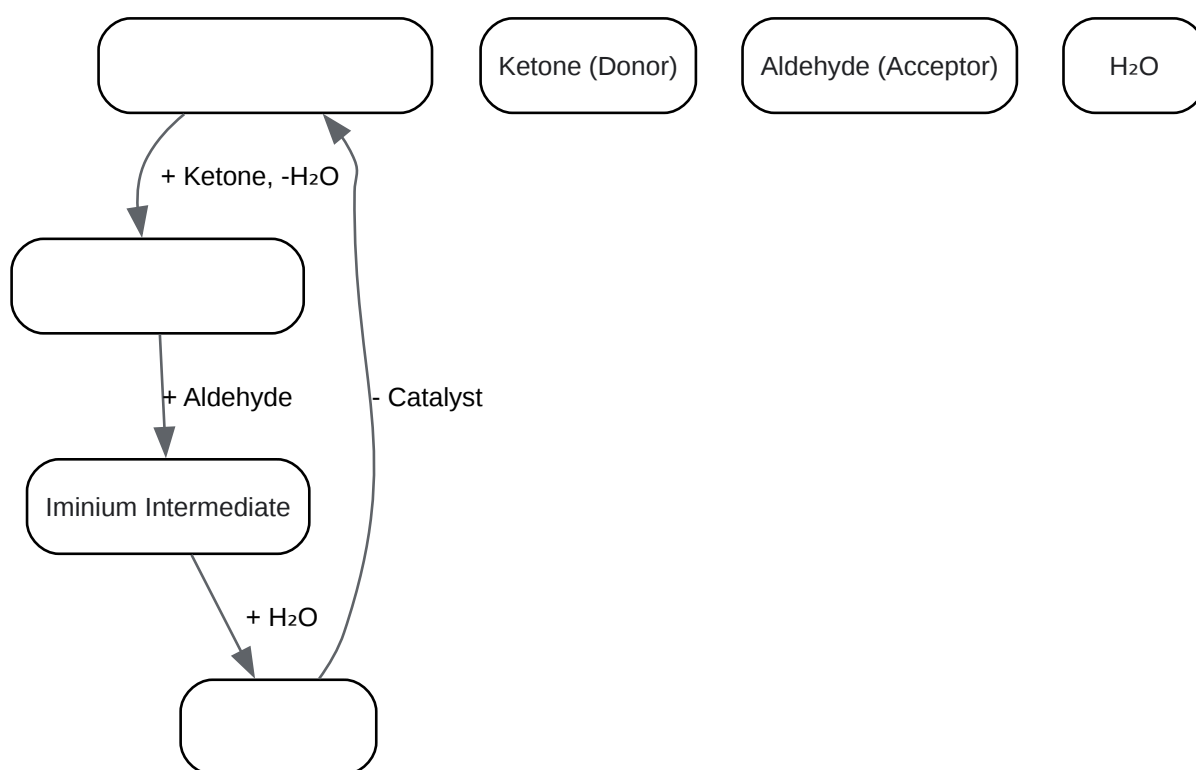 Ketone (Donor)
Aldehyde (Acceptor)
H₂O
+ Ketone, -H₂O
+ Aldehyde
- Catalyst
Iminium Intermediate
+ H₂O